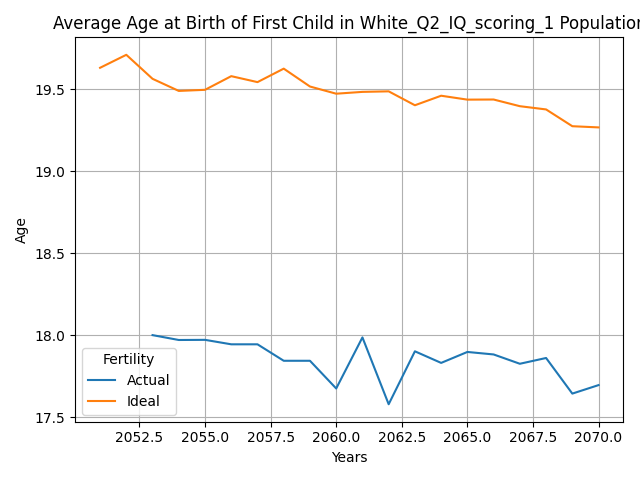 Average Age at Birth of First Child in White_Q2_IQ_scoring_1 Population
19.5
19.0
18.5
18.0
17.5
Age
Fertility
Actual
Ideal
2052.5 2055.0 2057.5 2060.0 2062.5 2065.0 2067.5 2070.0
Years